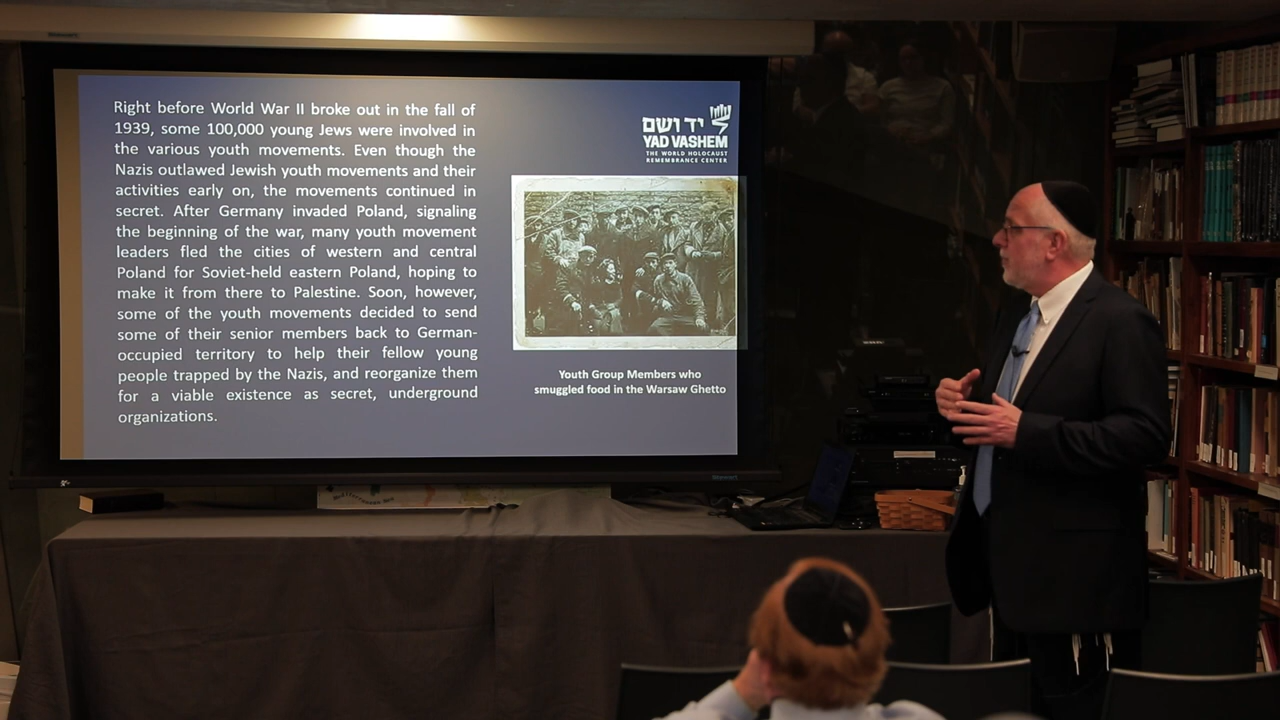 Right before World War II broke out in the fall of
1939, some 100,000 young Jews were involved in
the various youth movements. Even though the
Nazis outlawed Jewish youth movements and their
activities early on, the movements continued in
secret. After Germany invaded Poland, signaling
the beginning of the war, many youth movement
leaders fled the cities of western and central
Poland for Soviet-held eastern Poland, hoping to
make it from there to Palestine. Soon, however,
some of the youth movements decided to send
some of their senior members back to German-
occupied territory to help their fellow young
people trapped by the Nazis, and reorganize them
for a viable existence as secret, underground
organizations.
יד ושם
YAD VASHEM
THE WORLD HOLOCAUST
REMEMBRANCE CENTER
Youth Group Members who
smuggled food in the Warsaw Ghetto